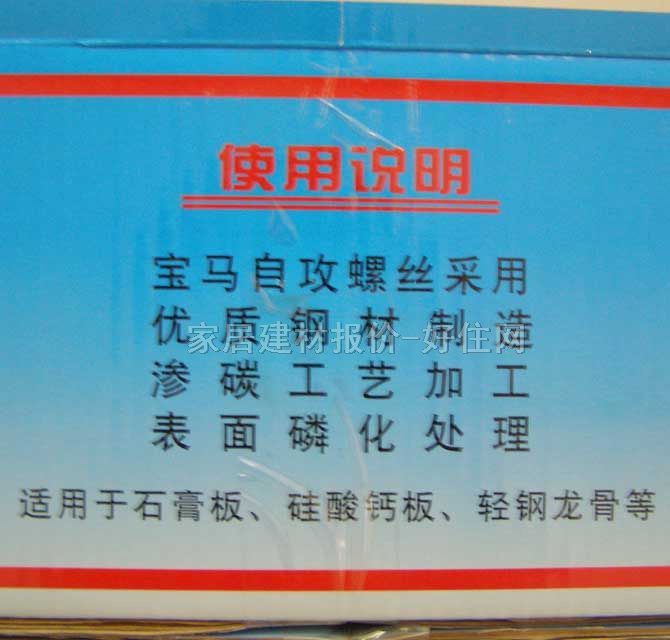 使用说明
宝马自攻螺丝采用
优质钢材制造
家居建材报价-好住网
渗碳工艺加工
表面磷化处理
适用于石膏板、硅酸钙板、轻钢龙骨等